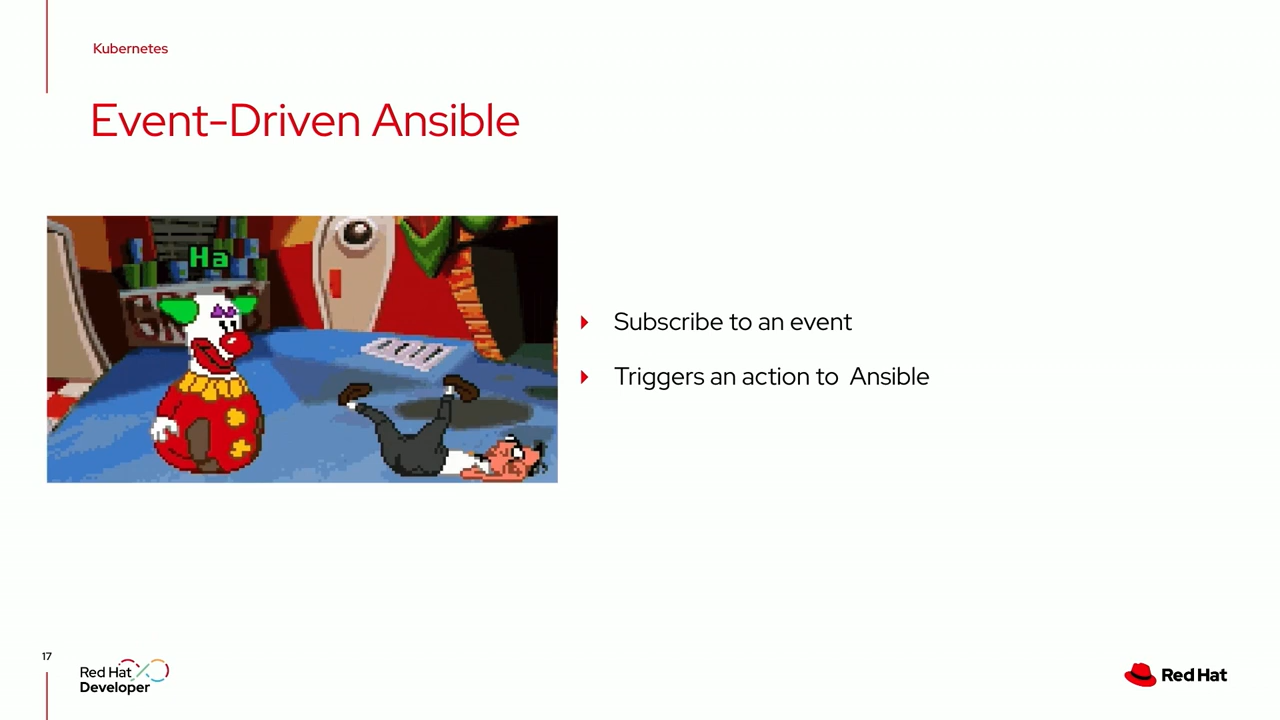 Kubernetes
Event-Driven Ansible
Ha
Subscribe to an event
Triggers an action to  Ansible
17
Red Hat
Developer
Red Hat